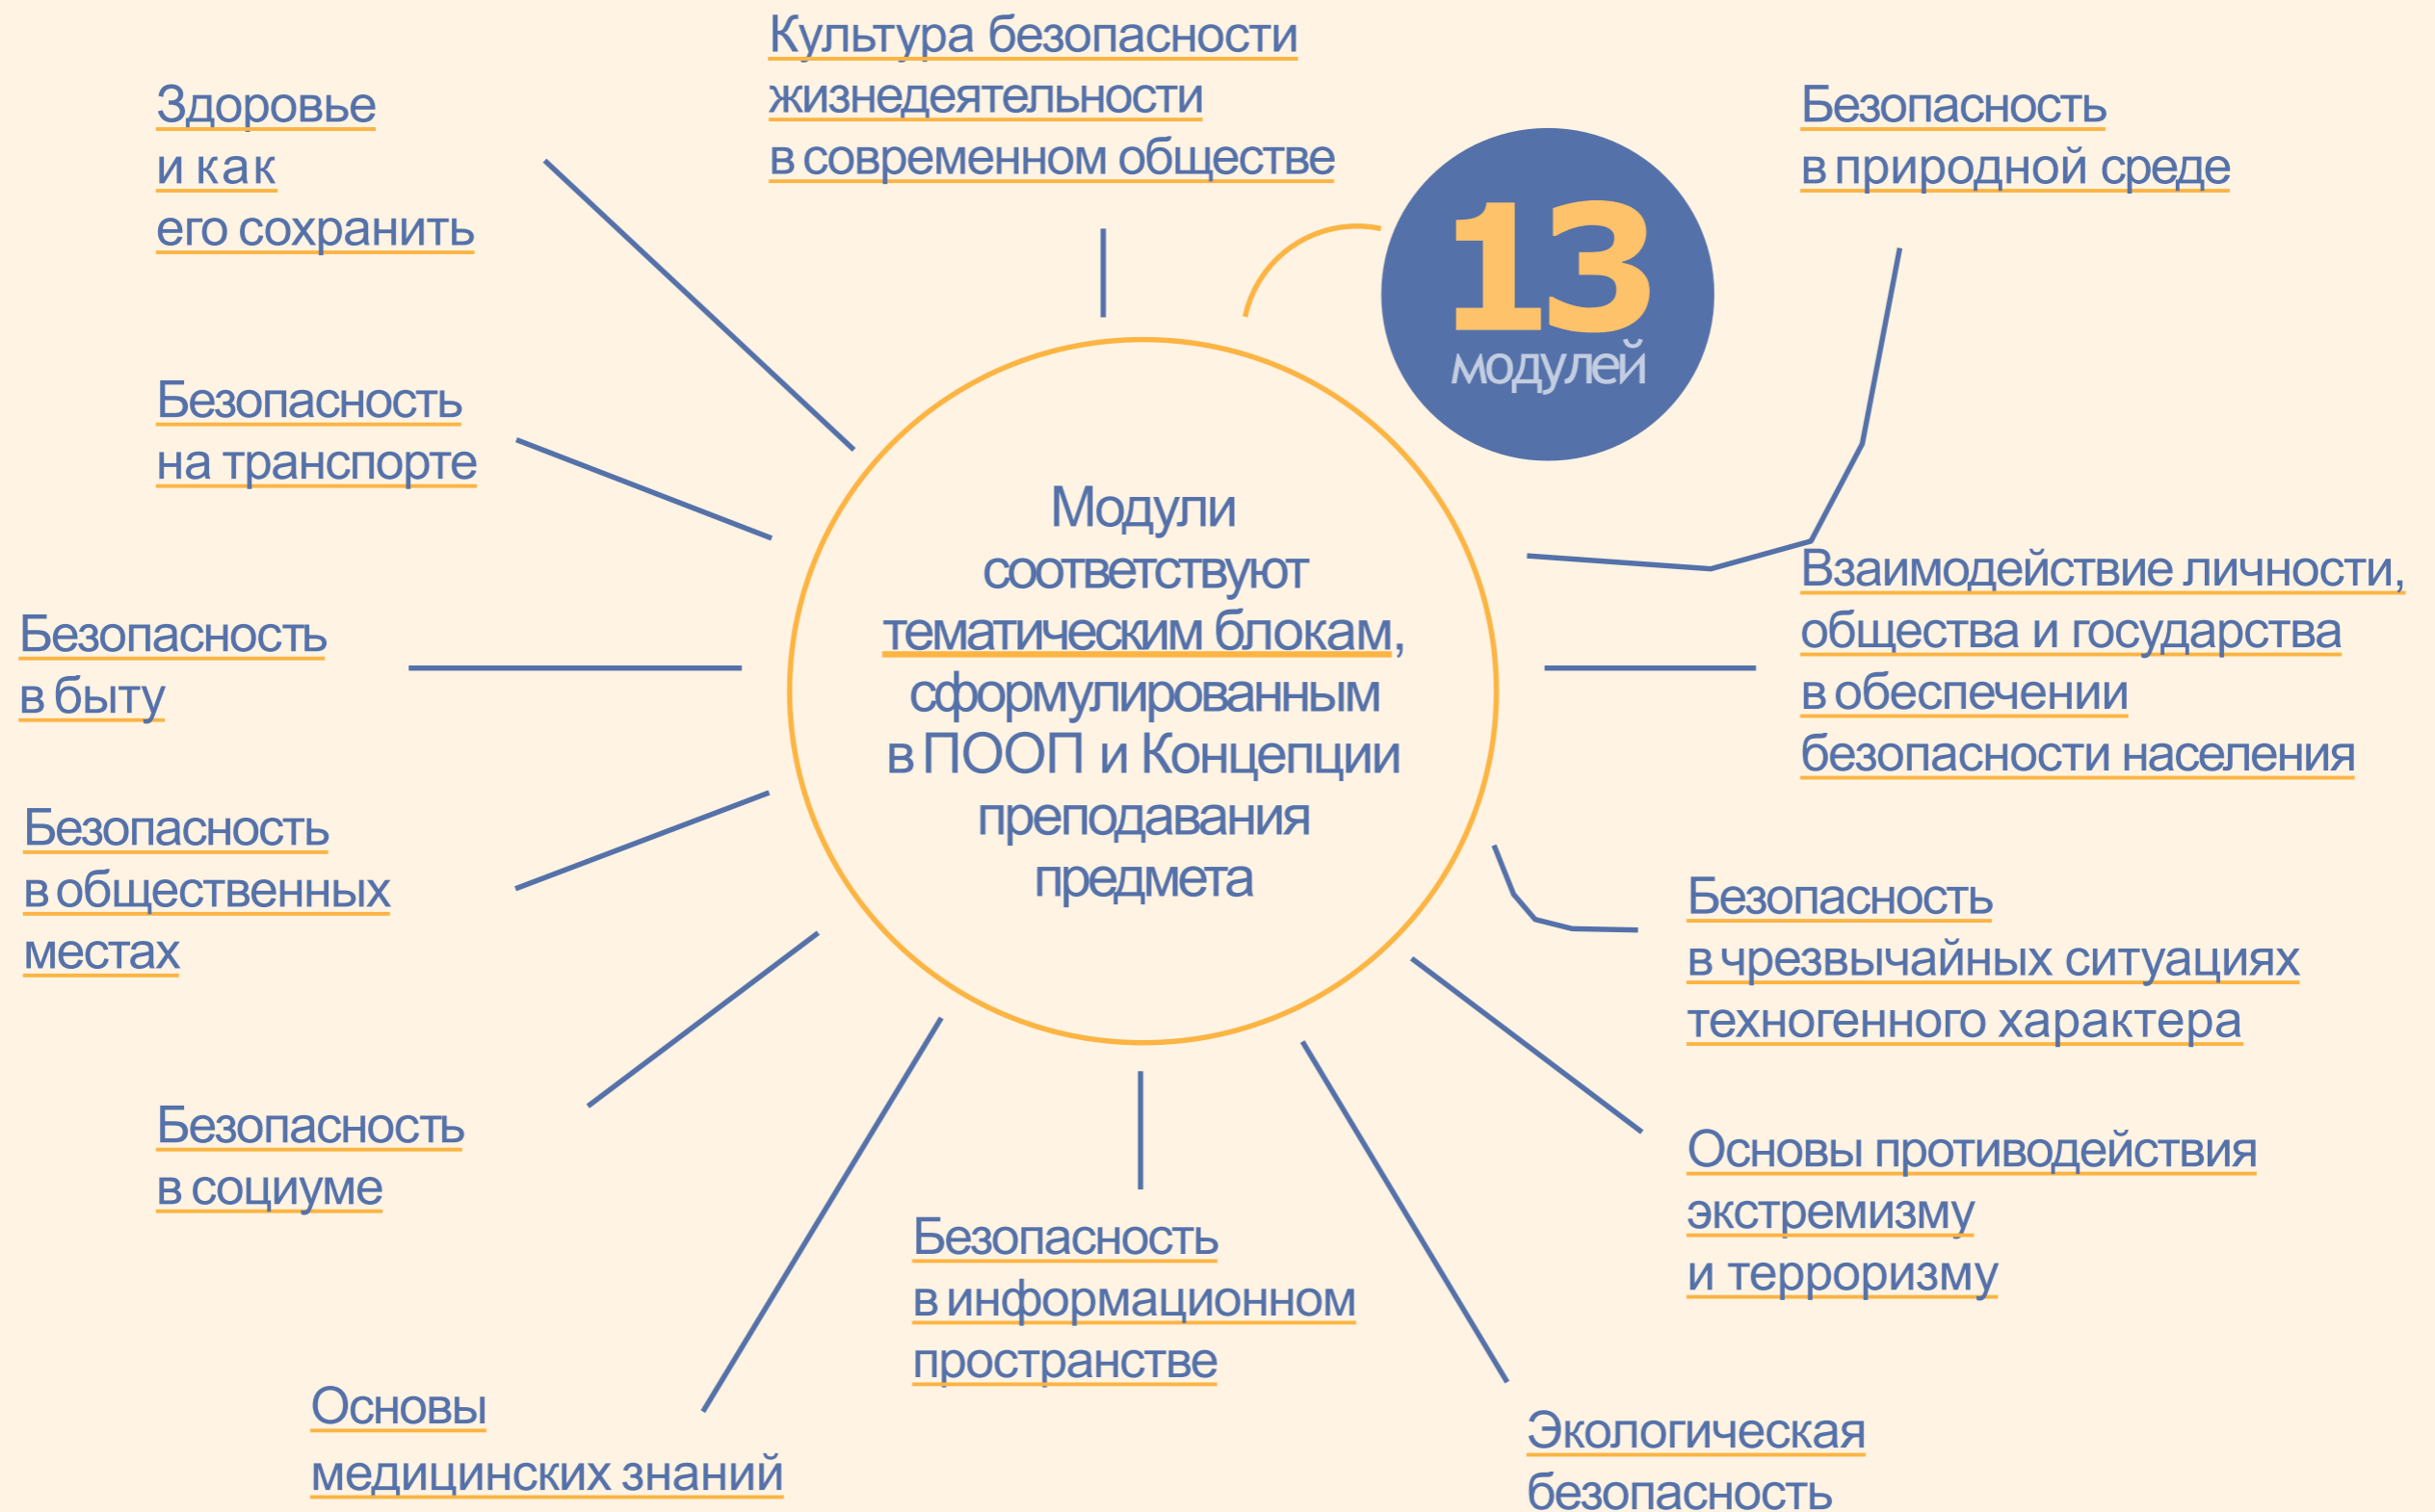 Культура безопасности
жизнедеятельности
в современном обществе
Здоровье
и как
его сохранить
Безопасность
в природной среде
13
модулей
Безопасность
на транспорте
Модули
соответствуют
тематическим блокам,
сформулированным
в ПООП и Концепции
преподавания
предмета
Взаимодействие личности,
общества и государства
в обеспечении
безопасности населения
Безопасность
в быту
Безопасность
в общественных
местах
Безопасность
в чрезвычайных ситуациях
техногенного характера
Безопасность
в социуме
Основы противодействия
экстремизму
и терроризму
Безопасность
в информационном
пространстве
Основы
медицинских знаний
Экологическая
безопасность